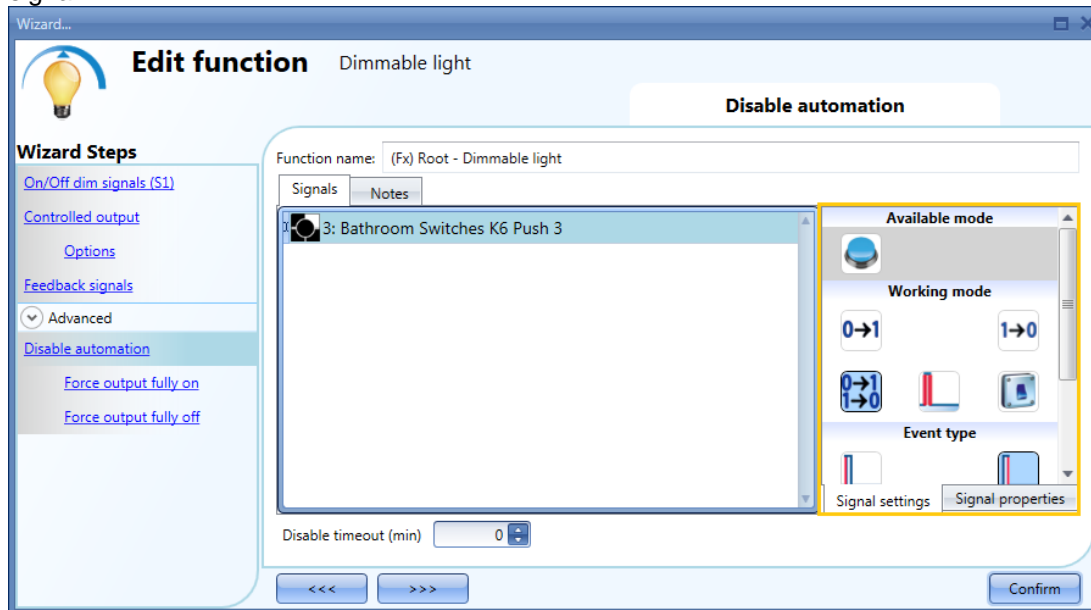 Wizard...
Edit function Dimmable light
Disable automation
Wizard Steps
On/Off dim signals (S1)
Controlled output
Options
Feedback signals
Advanced
Disable automation
Force output fully on
Force output fully off
Function name: (Fx) Root - Dimmable light
Signals Notes
3: Bathroom Switches K6 Push 3
Available mode
Working mode
0→1 1→0
0→1
1→0
Event type
Signal settings Signal properties
Disable timeout (min) 0
<<< >>> Confirm